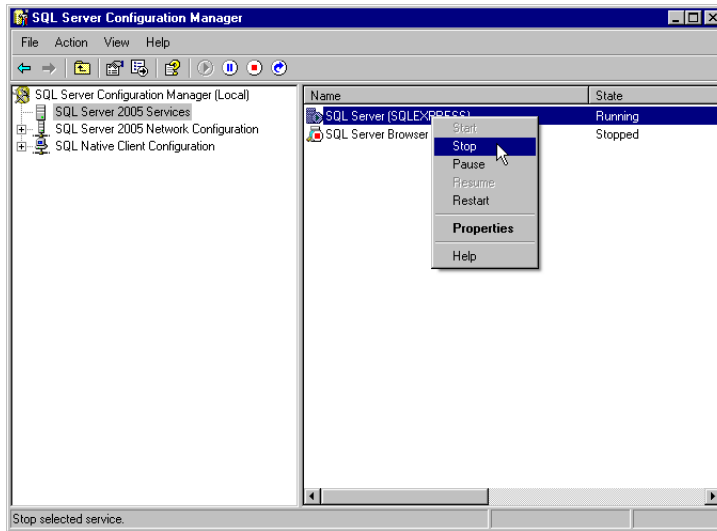 SQL Server Configuration Manager
File Action View Help
SQL Server Configuration Manager (Local)
SQL Server 2005 Services
SQL Server 2005 Network Configuration
SQL Native Client Configuration
Name State
SQL Server (SQLEXPRESS) Running
SQL Server Browser Stopped
Start
Stop
Pause
Resume
Restart
Properties
Help
Stop selected service.